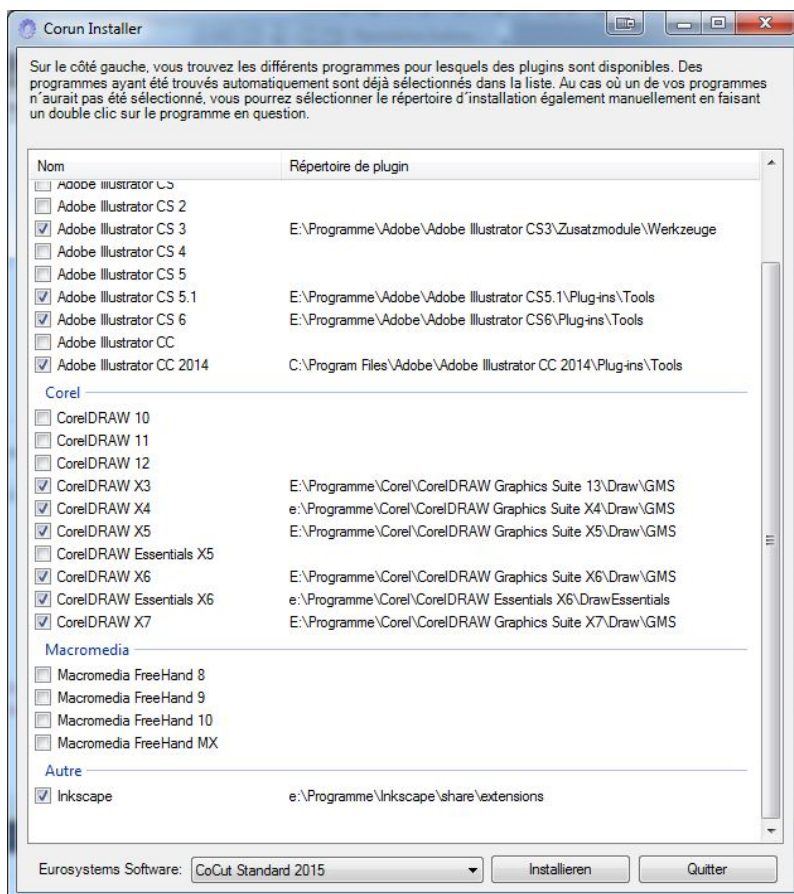 Corun Installer
Sur le côté gauche, vous trouvez les différents programmes pour lesquels des plugins sont disponibles. Des
programmes ayant été trouvés automatiquement sont déjà sélectionnés dans la liste. Au cas où un de vos programmes
n´aurait pas été sélectionné, vous pourrez sélectionner le répertoire d´installation également manuellement en faisant
un double clic sur le programme en question.
Nom Répertoire de plugin
Adobe Illustrator CS
Adobe Illustrator CS 2
Adobe Illustrator CS 3 E:\Programme\Adobe\Adobe Illustrator CS3\Zusatzmodule\Werkzeuge
Adobe Illustrator CS 4
Adobe Illustrator CS 5
Adobe Illustrator CS 5.1 E:\Programme\Adobe\Adobe Illustrator CS5.1\Plug-ins\Tools
Adobe Illustrator CS 6 E:\Programme\Adobe\Adobe Illustrator CS6\Plug-ins\Tools
Adobe Illustrator CC
Adobe Illustrator CC 2014 C:\Program Files\Adobe\Adobe Illustrator CC 2014\Plug-ins\Tools
Corel
CorelDRAW 10
CorelDRAW 11
CorelDRAW 12
CorelDRAW X3 E:\Programme\Corel\CorelDRAW Graphics Suite 13\Draw\GMS
CorelDRAW X4 e:\Programme\Corel\CorelDRAW Graphics Suite X4\Draw\GMS
CorelDRAW X5 E:\Programme\Corel\CorelDRAW Graphics Suite X5\Draw\GMS
CorelDRAW Essentials X5
CorelDRAW X6 E:\Programme\Corel\CorelDRAW Graphics Suite X6\Draw\GMS
CorelDRAW Essentials X6 e:\Programme\Corel\CorelDRAW Essentials X6\DrawEssentials
CorelDRAW X7 E:\Programme\Corel\CorelDRAW Graphics Suite X7\Draw\GMS
Macromedia
Macromedia FreeHand 8
Macromedia FreeHand 9
Macromedia FreeHand 10
Macromedia FreeHand MX
Autre
Inkscape e:\Programme\Inkscape\share\extensions
Eurosystems Software: CoCut Standard 2015 Installieren Quitter